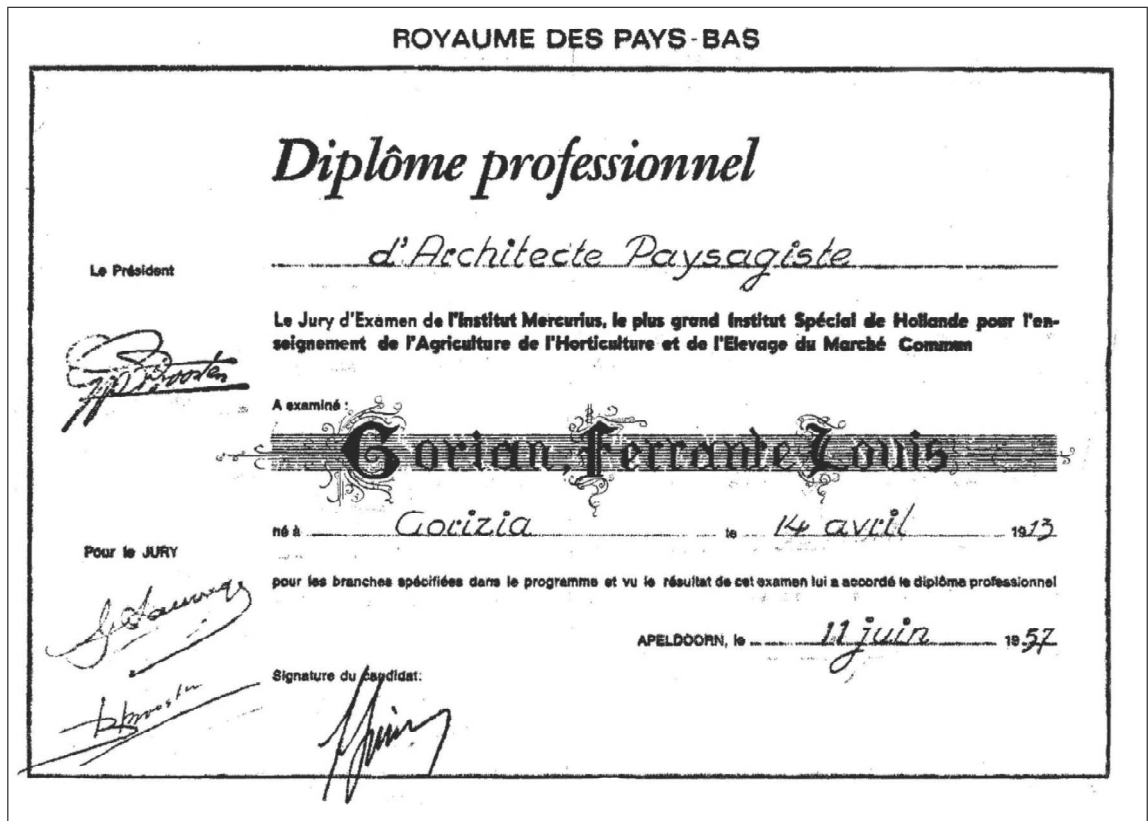 ROYAUME DES PAYS-BAS
Diplôme professionnel
d'Architecte Paysagiste
Le Président
Le Jury d'Examen de l'Institut Mercurius, le plus grand Institut Spécial de Hollande pour l'en-
seignement de l'Agriculture de l'Horticulture et de l'Elevage du Marché Commun
A examiné :
Gorian, Ferrante Louis
né à Gorizia le 14 avril 1913
Pour le JURY
pour les branches spécifiées dans le programme et vu le résultat de cet examen lui a accordé le diplôme professionnel
APELDOORN, le 11 juin 1957
Signature du candidat: